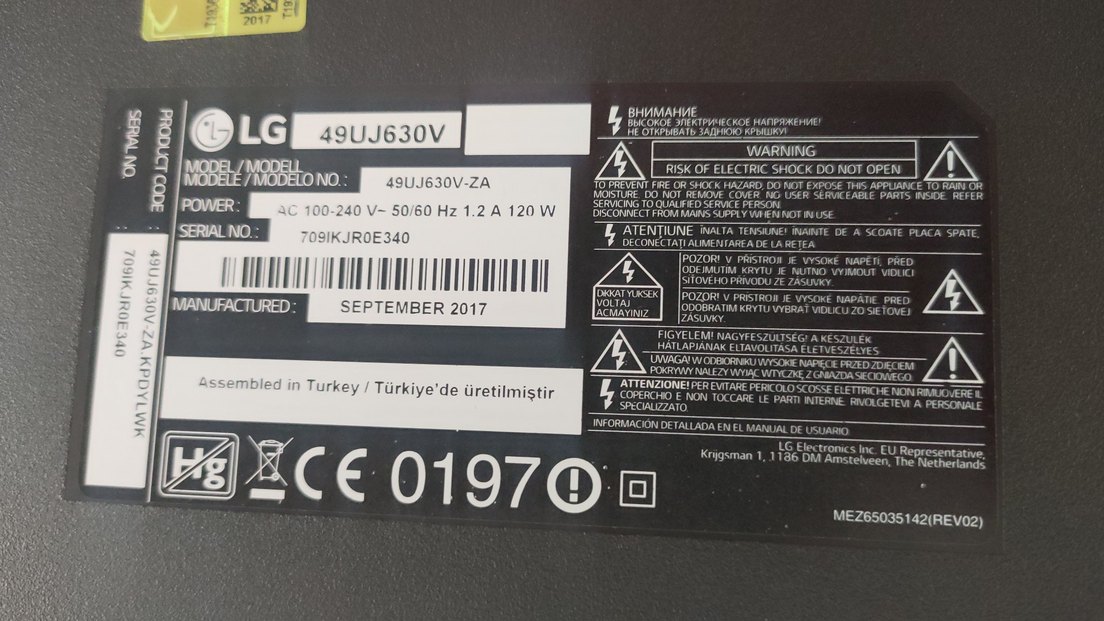 2017
LG 49UJ630V
MODEL / MODELL
MODELE / MODELO NO. : 49UJ630V-ZA
POWER : AC 100-240 V~ 50/60 Hz 1.2 A 120 W
SERIAL NO. : 709IKJR0E340
MANUFACTURED : SEPTEMBER 2017
Assembled in Turkey / Türkiye'de üretilmiştir
Hg
CE 0197
PRODUCT CODE : 49UJ630V-ZA.KPDYLWK
SERIAL NO. : 709IKJR0E340
ВНИМАНИЕ
ВЫСОКОЕ ЭЛЕКТРИЧЕСКОЕ НАПРЯЖЕНИЕ!
НЕ ОТКРЫВАТЬ ЗАДНЮЮ КРЫШКУ!
WARNING
RISK OF ELECTRIC SHOCK DO NOT OPEN
TO PREVENT FIRE OR SHOCK HAZARD, DO NOT EXPOSE THIS APPLIANCE TO RAIN OR
MOISTURE. DO NOT REMOVE COVER. NO USER SERVICEABLE PARTS INSIDE. REFER
SERVICING TO QUALIFIED SERVICE PERSON.
DISCONNECT FROM MAINS SUPPLY WHEN NOT IN USE.
ATENŢIUNE ÎNALTA TENSIUNE! ÎNAINTE DE A SCOATE PLACA SPATE,
DECONECTAŢI ALIMENTAREA DE LA REŢEA
DİKKAT YUKSEK
VOLTAJ
ACMAYINIZ
POZOR! V PŘÍSTROJI JE VYSOKÉ NAPĚTÍ, PŘED
ODEJMUTIM KRYTU JE NUTNO VYJMOUT VIDLICI
SÍŤOVÉHO PŘÍVODU ZE ZÁSUVKY.
POZOR! V PRISTROJI JE VYSOKÉ NAPÄTIE. PRED
ODOBRATIM KRYTU VYBRAŤ VIDLICU ZO SIEŤOVEJ
ZÁSUVKY.
FIGYELEM! NAGYFESZÜLTSÉG! A KÉSZÜLÉK
HÁTLAPJÁNAK ELTÁVOLÍTÁSA ÉLETVESZÉLYES
UWAGA! W ODBIORNIKU WYSOKIE NAPIĘCIE. PRZED ZDJĘCIEM
POKRYWY NALEŻY WYJĄĆ WTYCZKĘ Z GNIAZDA SIECIOWEGO.
ATTENZIONE! PER EVITARE PERICOLO SCOSSE ELETTRICHE NON RIMUOVERE IL
COPERCHIO E NON TOCCARE LE PARTI INTERNE. RIVOLGETEVI A PERSONALE
SPECIALIZZATO.
INFORMACIÓN DETALLADA EN EL MANUAL DE USUARIO
LG Electronics Inc. EU Representative,
Krijgsman 1, 1186 DM Amstelveen, The Netherlands
MEZ65035142(REV02)